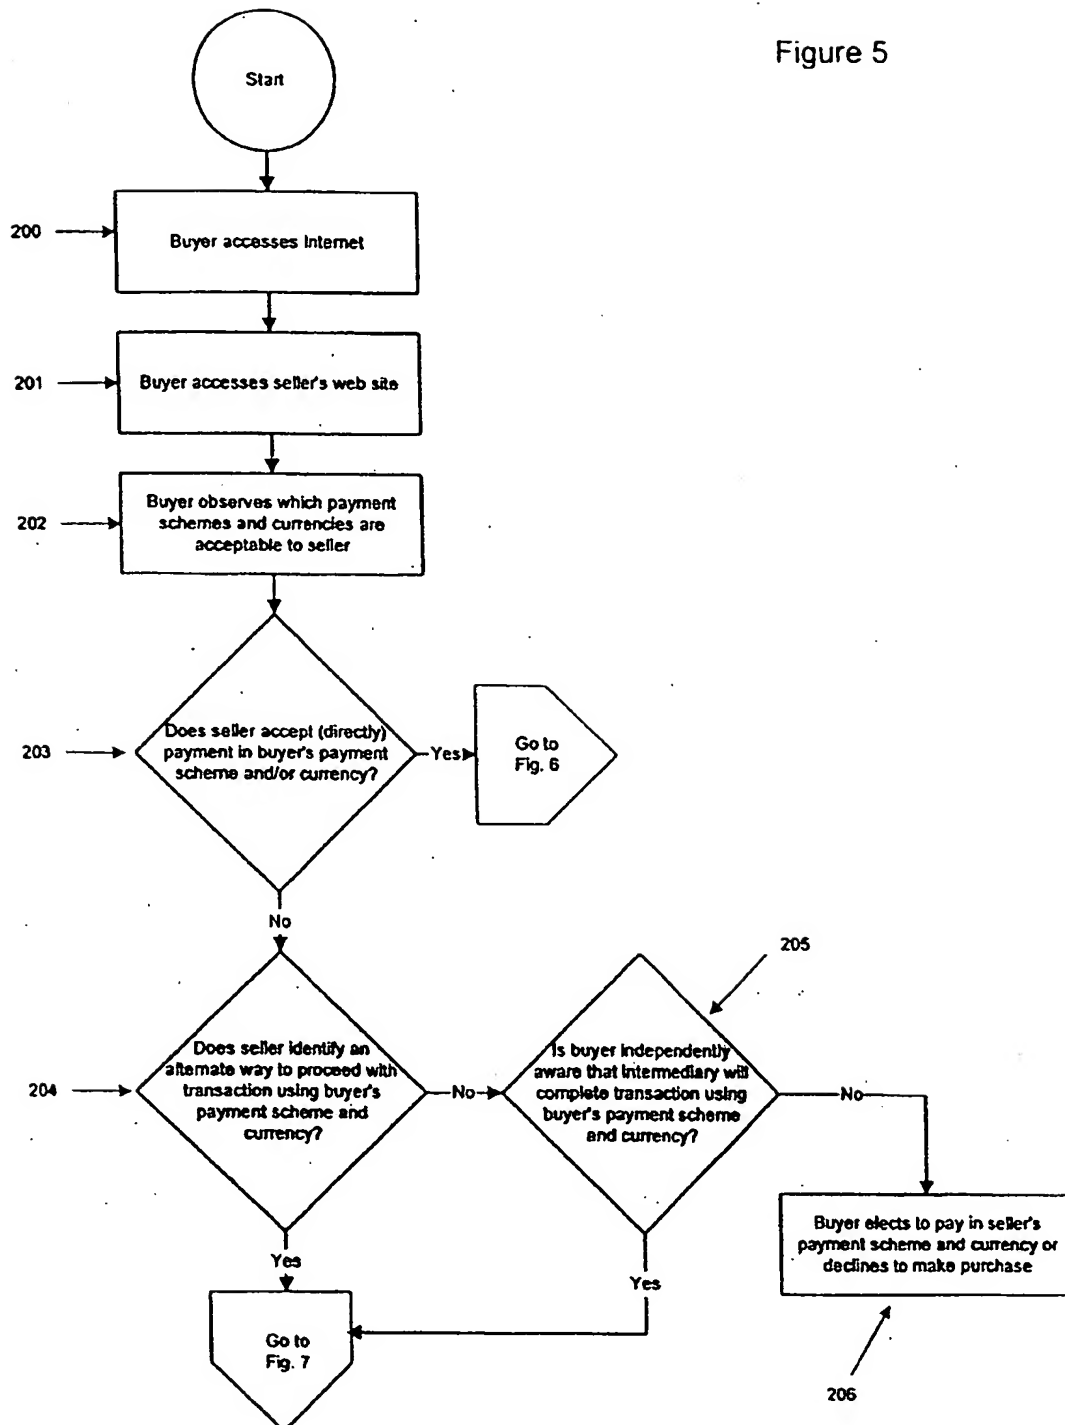 Figure 5
Start
200
Buyer accesses Internet
201
Buyer accesses seller's web site
202
Buyer observes which payment
schemes and currencies are
acceptable to seller
203
Does seller accept (directly)
payment in buyer's payment
scheme and/or currency?
Yes
Go to
Fig. 6
No
204
Does seller identify an
alternate way to proceed with
transaction using buyer's
payment scheme and
currency?
No
205
Is buyer independently
aware that intermediary will
complete transaction using
buyer's payment scheme
and currency?
No
Buyer elects to pay in seller's
payment scheme and currency or
declines to make purchase
206
Yes
Yes
Go to
Fig. 7